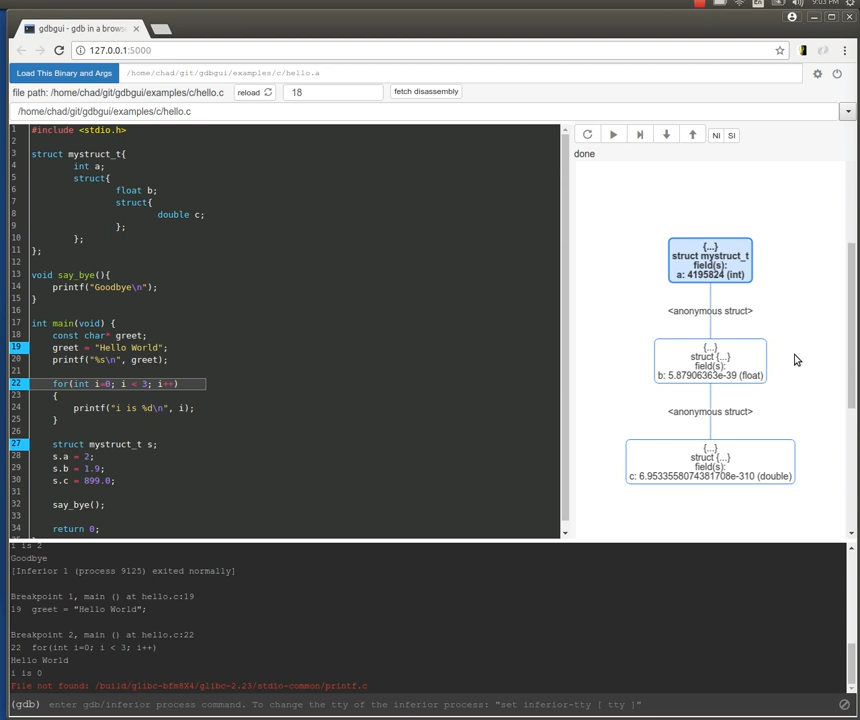 En
9:03 PM
gdbgui - gdb in a brows
127.0.0.1:5000
Load This Binary and Args
/home/chad/git/gdbgui/examples/c/hello.a
file path: /home/chad/git/gdbgui/examples/c/hello.c
reload
18
fetch disassembly
/home/chad/git/gdbgui/examples/c/hello.c
1 #include <stdio.h>
2
3 struct mystruct_t{
4 int a;
5 struct{
6 float b;
7 struct{
8 double c;
9 };
10 };
11 };
12
13 void say_bye(){
14 printf("Goodbye\n");
15 }
16
17 int main(void) {
18 const char* greet;
19 greet = "Hello World";
20 printf("%s\n", greet);
21
22 for(int i=0; i < 3; i++)
23 {
24 printf("i is %d\n", i);
25 }
26
27 struct mystruct_t s;
28 s.a = 2;
29 s.b = 1.9;
30 s.c = 899.0;
31
32 say_bye();
33
34 return 0;
NI
SI
done
{...}
struct mystruct_t
field(s):
a: 4195824 (int)
<anonymous struct>
{...}
struct {...}
field(s):
b: 5.87906363e-39 (float)
<anonymous struct>
{...}
struct {...}
field(s):
c: 6.9533558074381708e-310 (double)
i is 2
Goodbye
[Inferior 1 (process 9125) exited normally]
Breakpoint 1, main () at hello.c:19
19 greet = "Hello World";
Breakpoint 2, main () at hello.c:22
22 for(int i=0; i < 3; i++)
Hello World
i is 0
File not found: /build/glibc-bfm8X4/glibc-2.23/stdio-common/printf.c
(gdb) enter gdb/inferior process command. To change the tty of the inferior process: "set inferior-tty [ tty ]"